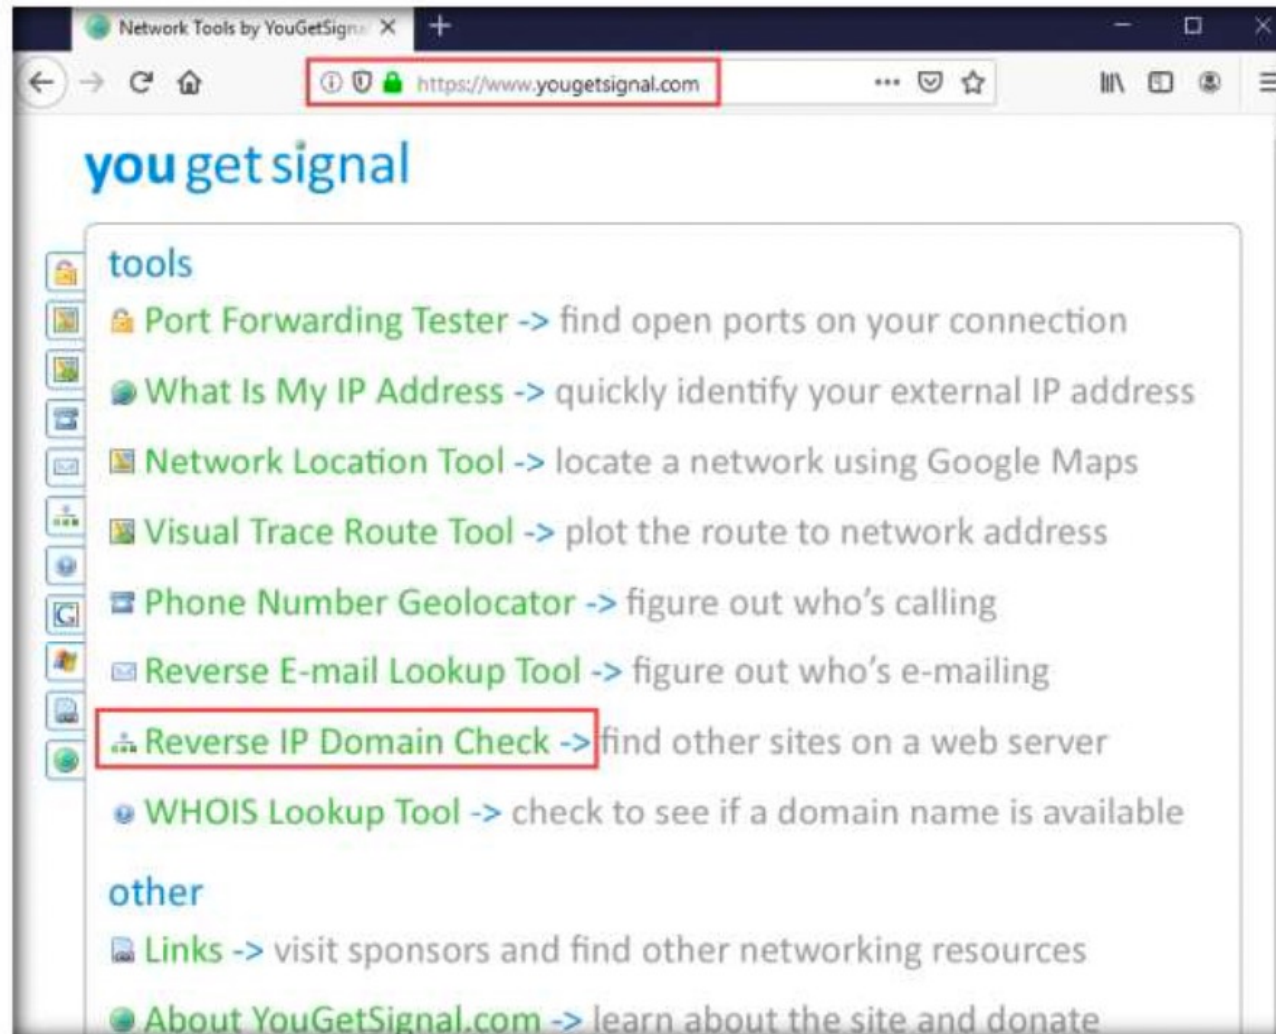 Network Tools by YouGetSigna
https://www.yougetsignal.com
you get signal
tools
Port Forwarding Tester -> find open ports on your connection
What Is My IP Address -> quickly identify your external IP address
Network Location Tool -> locate a network using Google Maps
Visual Trace Route Tool -> plot the route to network address
Phone Number Geolocator -> figure out who's calling
Reverse E-mail Lookup Tool -> figure out who's e-mailing
Reverse IP Domain Check -> find other sites on a web server
WHOIS Lookup Tool -> check to see if a domain name is available
other
Links -> visit sponsors and find other networking resources
About YouGetSignal.com -> learn about the site and donate